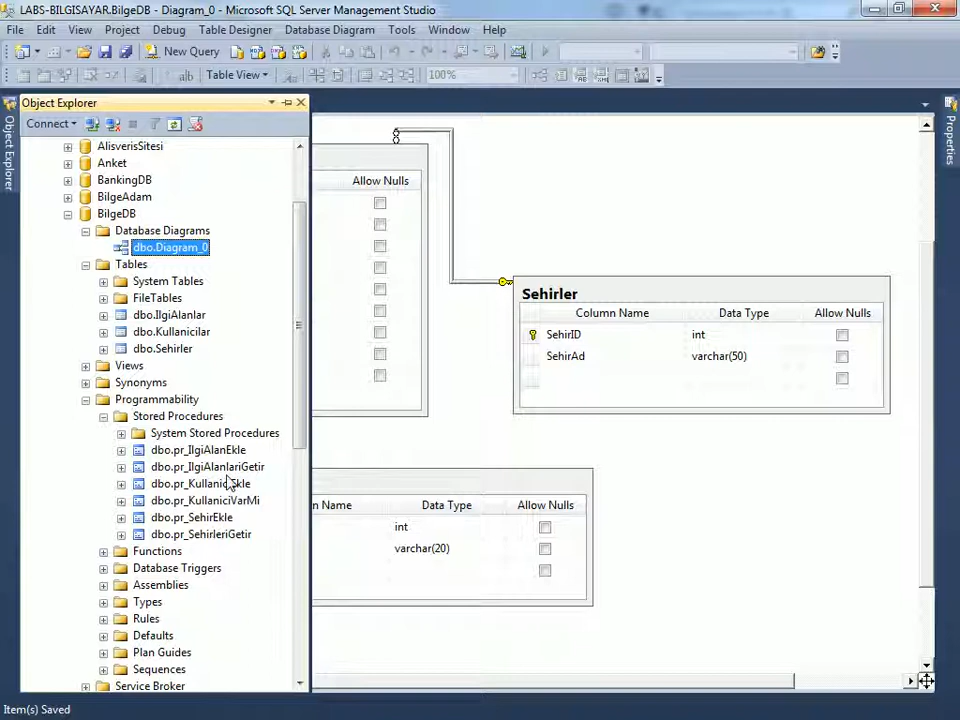 LABS-BILGISAYAR.BilgeDB - Diagram_0 - Microsoft SQL Server Management Studio
File Edit View Project Debug Table Designer Database Diagram Tools Window Help
New Query
Table View 100%
Object Explorer
Connect
Object Explorer
Properties
AlisverisSitesi
Anket
BankingDB
BilgeAdam
BilgeDB
Database Diagrams
dbo.Diagram_0
Tables
System Tables
FileTables
dbo.IlgiAlanlar
dbo.Kullanicilar
dbo.Sehirler
Views
Synonyms
Programmability
Stored Procedures
System Stored Procedures
dbo.pr_IlgiAlanEkle
dbo.pr_IlgiAlanlariGetir
dbo.pr_KullaniciEkle
dbo.pr_KullaniciVarMi
dbo.pr_SehirEkle
dbo.pr_SehirleriGetir
Functions
Database Triggers
Assemblies
Types
Rules
Defaults
Plan Guides
Sequences
Service Broker
Allow Nulls
Sehirler
Column Name Data Type Allow Nulls
SehirID int
SehirAd varchar(50)
Name Data Type Allow Nulls
int
varchar(20)
Item(s) Saved